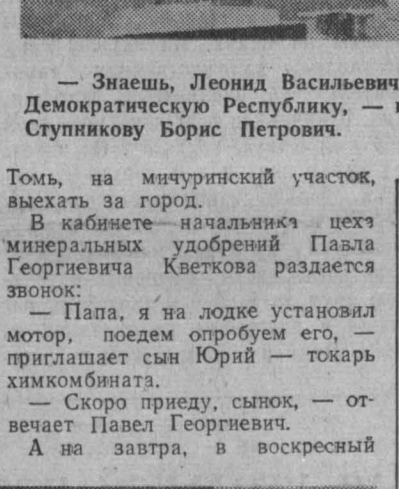 — Знаешь, Леонид Васильевич
Демократическую Республику, —
Ступникову Борис Петрович.
Томь, на мичуринский участок,
выехать за город.
В кабинете начальника цеха
минеральных удобрений Павла
Георгиевича Кветкова раздается
звонок:
— Папа, я на лодке установил
мотор, поедем опробуем его, —
приглашает сын Юрий — токарь
химкомбината.
— Скоро приеду, сынок, — от-
вечает Павел Георгиевич.
А на завтра, в воскресный